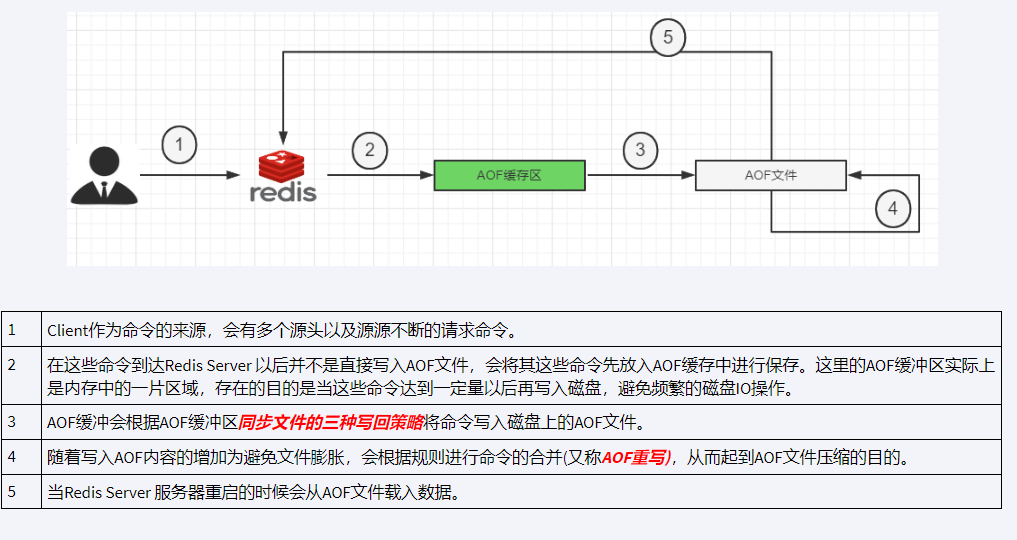 5
1
2
3
redis
AOF缓存区
AOF文件
4
1 Client作为命令的来源，会有多个源头以及源源不断的请求命令。
2 在这些命令到达Redis Server 以后并不是直接写入AOF文件，会将其这些命令先放入AOF缓存中进行保存。这里的AOF缓冲区实际上
是内存中的一片区域，存在的目的是当这些命令达到一定量以后再写入磁盘，避免频繁的磁盘IO操作。
3 AOF缓冲会根据AOF缓冲区同步文件的三种写回策略将命令写入磁盘上的AOF文件。
4 随着写入AOF内容的增加为避免文件膨胀，会根据规则进行命令的合并(又称AOF重写)，从而起到AOF文件压缩的目的。
5 当Redis Server 服务器重启的时候会从AOF文件载入数据。